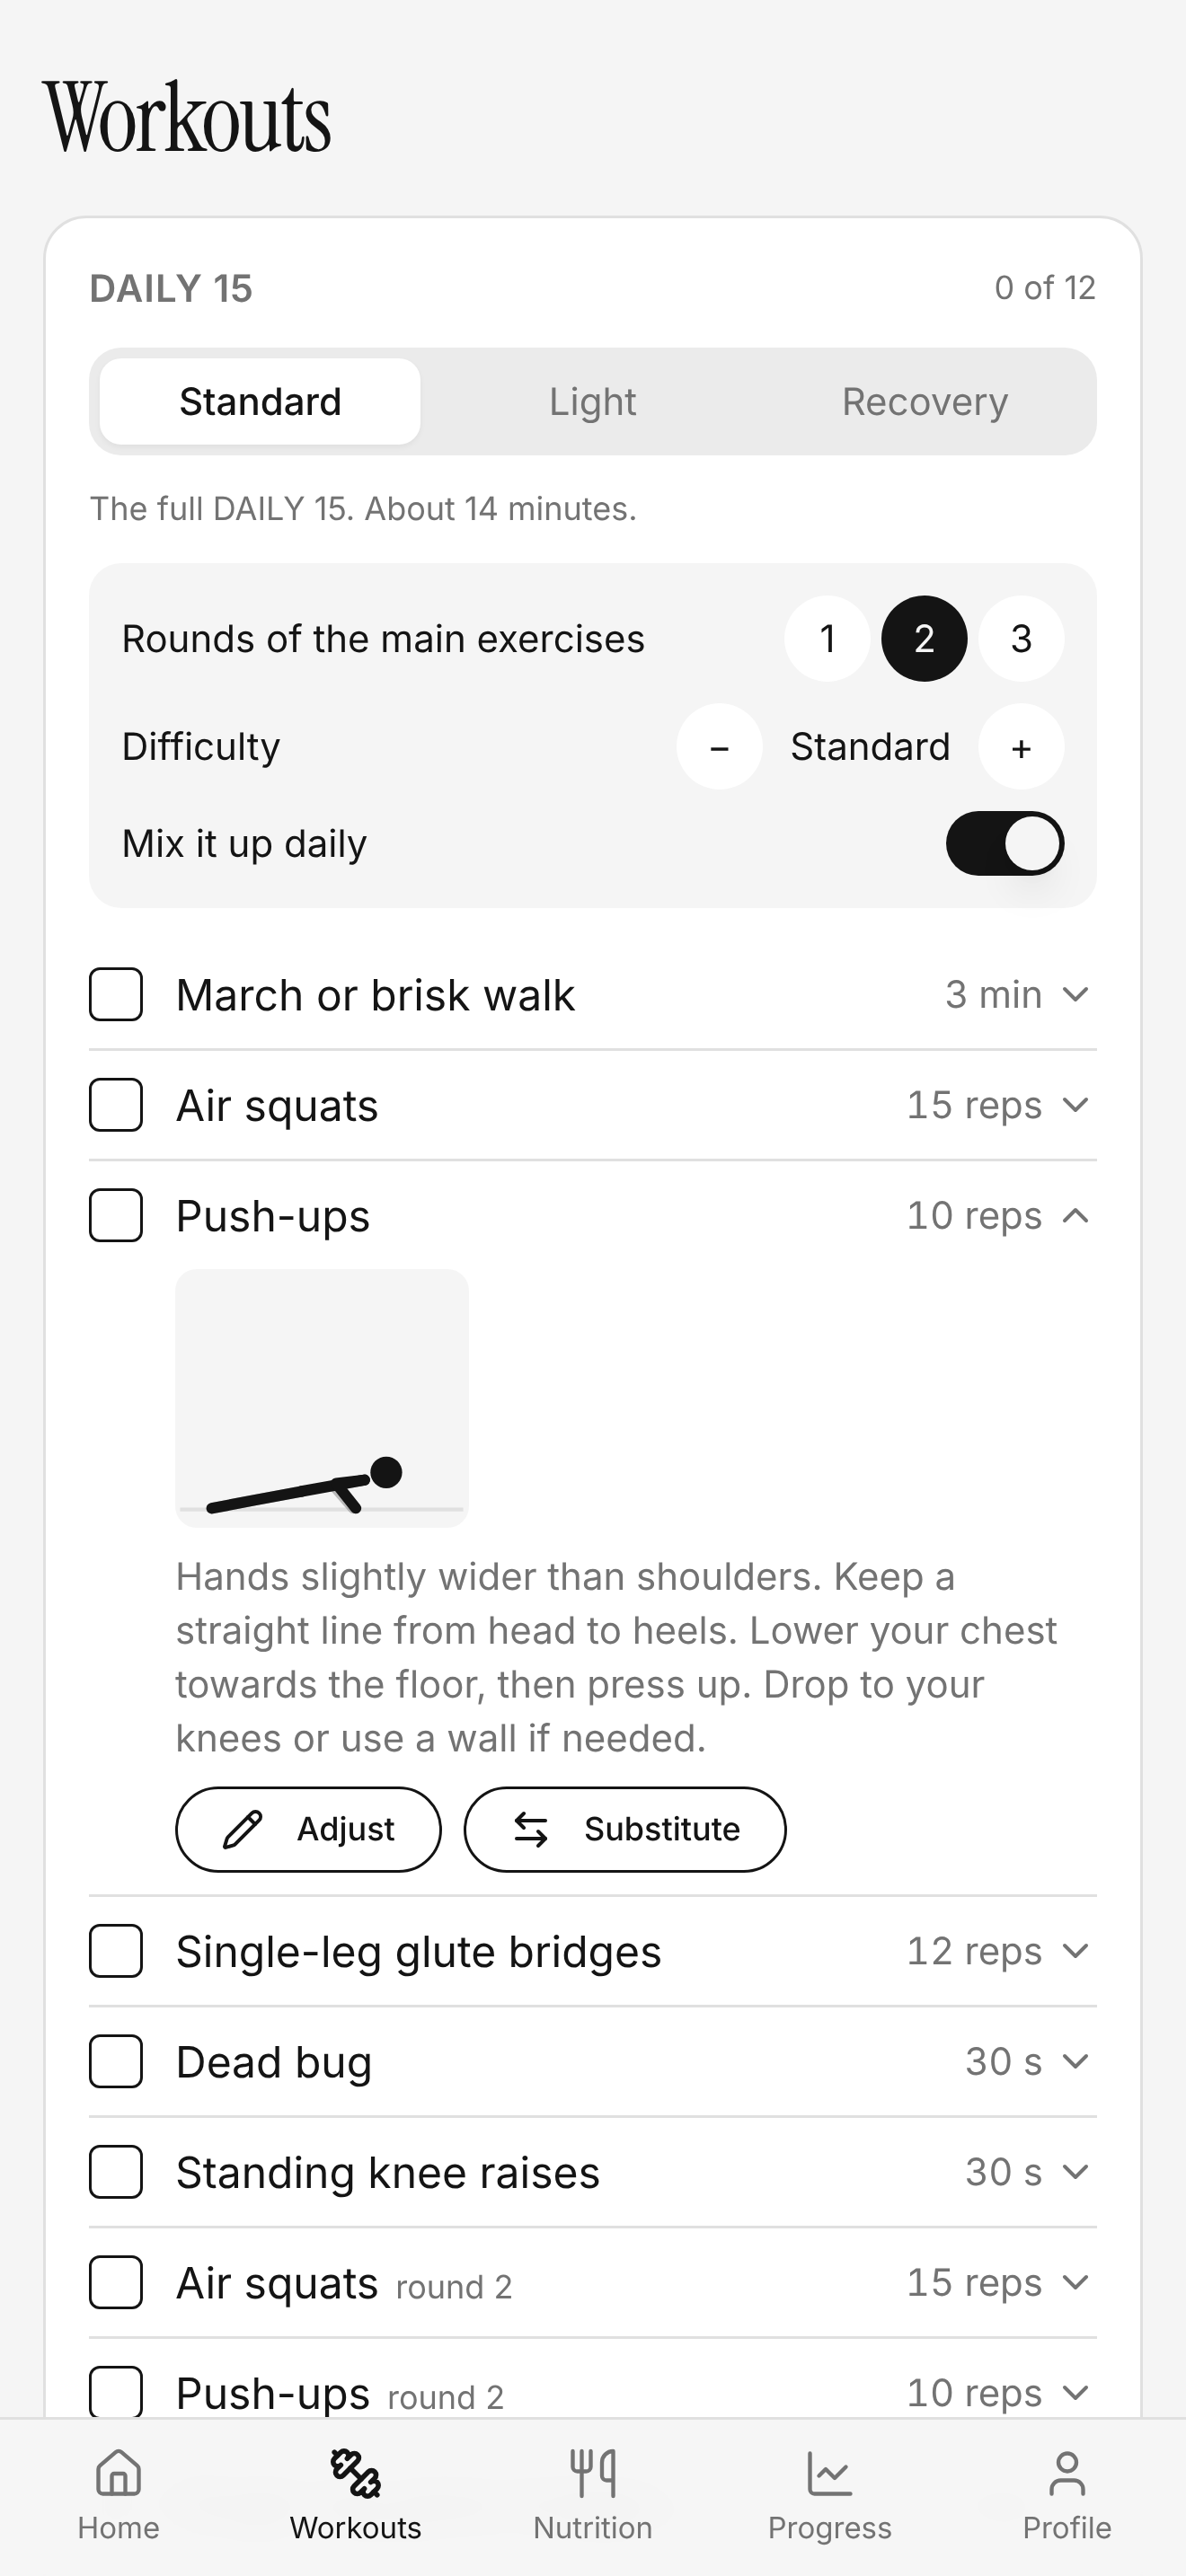 Workouts
DAILY 15
0 of 12
Standard
Light
Recovery
The full DAILY 15. About 14 minutes.
Rounds of the main exercises
1 2 3
Difficulty
– Standard +
Mix it up daily
March or brisk walk
3 min
Air squats
15 reps
Push-ups
10 reps
Hands slightly wider than shoulders. Keep a
straight line from head to heels. Lower your chest
towards the floor, then press up. Drop to your
knees or use a wall if needed.
Adjust
Substitute
Single-leg glute bridges
12 reps
Dead bug
30 s
Standing knee raises
30 s
Air squats round 2
15 reps
Push-ups round 2
10 reps
Home
Workouts
Nutrition
Progress
Profile